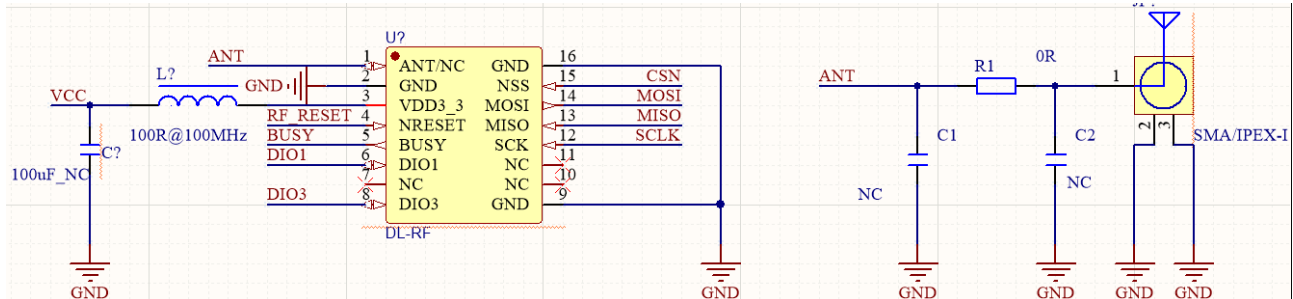 U?
ANT
1
ANT/NC
GND
16
GND
2
GND
NSS
15
CSN
L?
VCC
3
VDD3_3
MOSI
14
MOSI
100R@100MHz
RF_RESET
4
NRESET
MISO
13
MISO
BUSY
5
BUSY
SCK
12
SCLK
C?
100uF_NC
DIO1
6
DIO1
NC
11
7
NC
NC
10
DIO3
8
DIO3
GND
9
DL-RF
GND
GND
ANT
R1
0R
1
C1
NC
C2
NC
2
3
SMA/IPEX-I
GND
GND
GND
GND